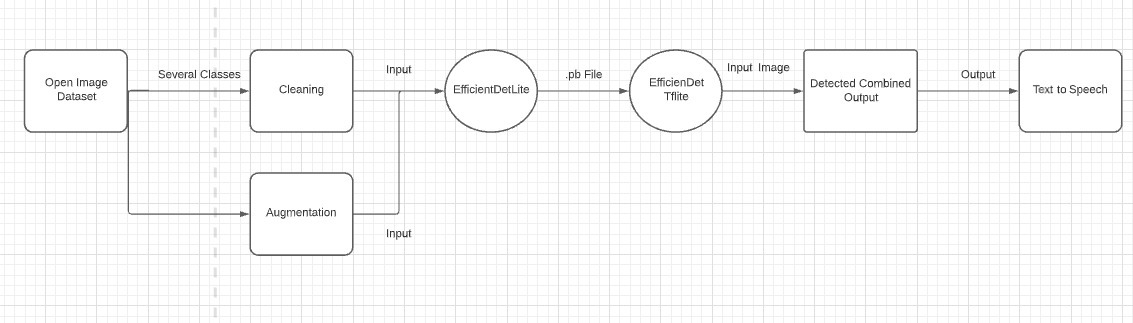 Open Image
Dataset
Several Classes
Cleaning
Input
EfficientDetLite
.pb File
EfficienDet
Tflite
Input Image
Detected Combined
Output
Output
Text to Speech
Augmentation
Input